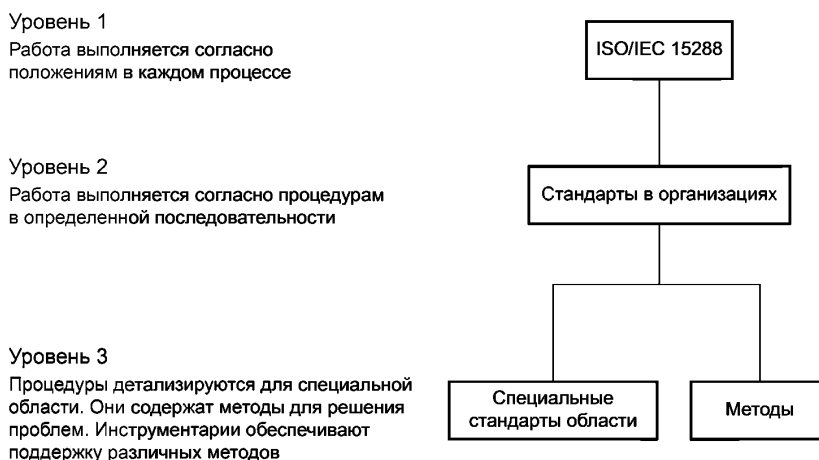 Уровень 1
Работа выполняется согласно
положениям в каждом процессе
ISO/IEC 15288
Уровень 2
Работа выполняется согласно процедурам
в определенной последовательности
Стандарты в организациях
Уровень 3
Процедуры детализируются для специальной
области. Они содержат методы для решения
проблем. Инструментарии обеспечивают
поддержку различных методов
Специальные
стандарты области
Методы